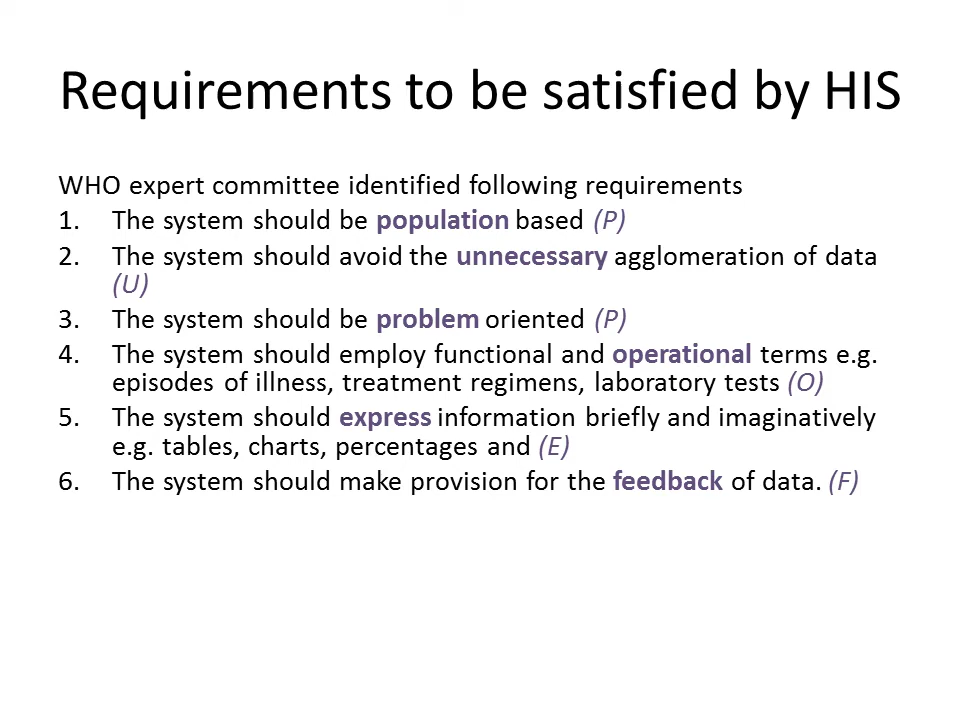 Requirements to be satisfied by HIS
WHO expert committee identified following requirements
1. The system should be population based (P)
2. The system should avoid the unnecessary agglomeration of data
(U)
3. The system should be problem oriented (P)
4. The system should employ functional and operational terms e.g.
episodes of illness, treatment regimens, laboratory tests (O)
5. The system should express information briefly and imaginatively
e.g. tables, charts, percentages and (E)
6. The system should make provision for the feedback of data. (F)